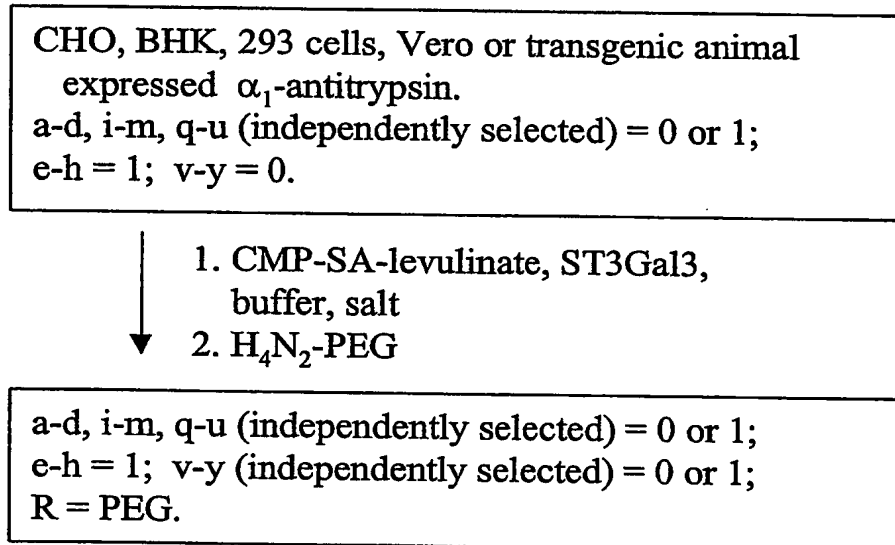 CHO, BHK, 293 cells, Vero or transgenic animal
expressed α₁-antitrypsin.
a-d, i-m, q-u (independently selected) = 0 or 1;
e-h = 1; v-y = 0.
1. CMP-SA-levulinate, ST3Gal3,
buffer, salt
2. H₄N₂-PEG
a-d, i-m, q-u (independently selected) = 0 or 1;
e-h = 1; v-y (independently selected) = 0 or 1;
R = PEG.